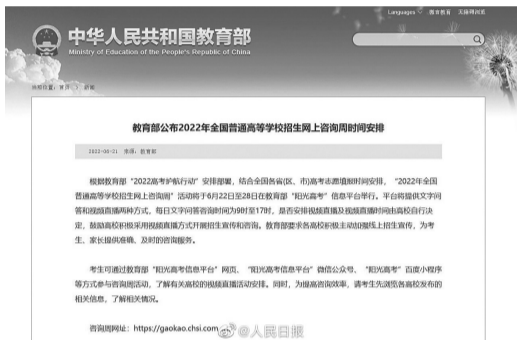 Languages 微言教育 无障碍浏览
中华人民共和国教育部
Ministry of Education of the People's Republic of China
当前位置: 首页 > 新闻
教育部公布2022年全国普通高等学校招生网上咨询周时间安排
2022-06-21 来源: 教育部
根据教育部“2022高考护航行动”安排部署，结合全国各省(区、市)高考志愿填报时间安排，“2022年全
国普通高等学校招生网上咨询周”活动将于6月22日至28日在教育部“阳光高考”信息平台举行。平台将提供文字问
答和视频直播两种方式，每日文字问答咨询时间为9时至17时，是否安排视频直播及视频直播时间由高校自行决
定，鼓励高校积极采用视频直播方式开展招生宣传和咨询。教育部要求各高校积极主动加强线上招生宣传，为考
生、家长提供准确、及时的咨询服务。
考生可通过教育部“阳光高考信息平台”网页、“阳光高考信息平台”微信公众号、“阳光高考”百度小程序
等方式参与咨询周活动，了解有关高校的视频直播活动安排。同时，为提高咨询效率，请考生先浏览各高校发布的
相关信息，了解相关情况。
咨询周网址: https://gaokao.chsi.com.
@人民日报